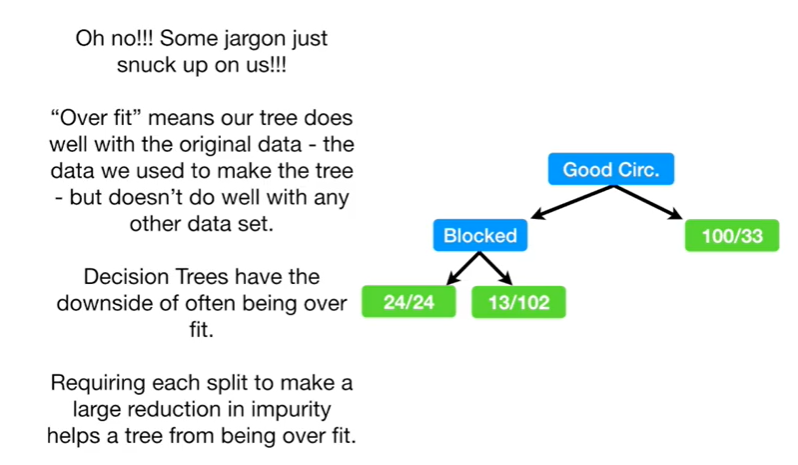 Oh no!!! Some jargon just
snuck up on us!!!
“Over fit” means our tree does
well with the original data - the
data we used to make the tree
- but doesn’t do well with any
other data set.
Decision Trees have the
downside of often being over
fit.
Requiring each split to make a
large reduction in impurity
helps a tree from being over fit.
Good Circ.
Blocked
100/33
24/24
13/102